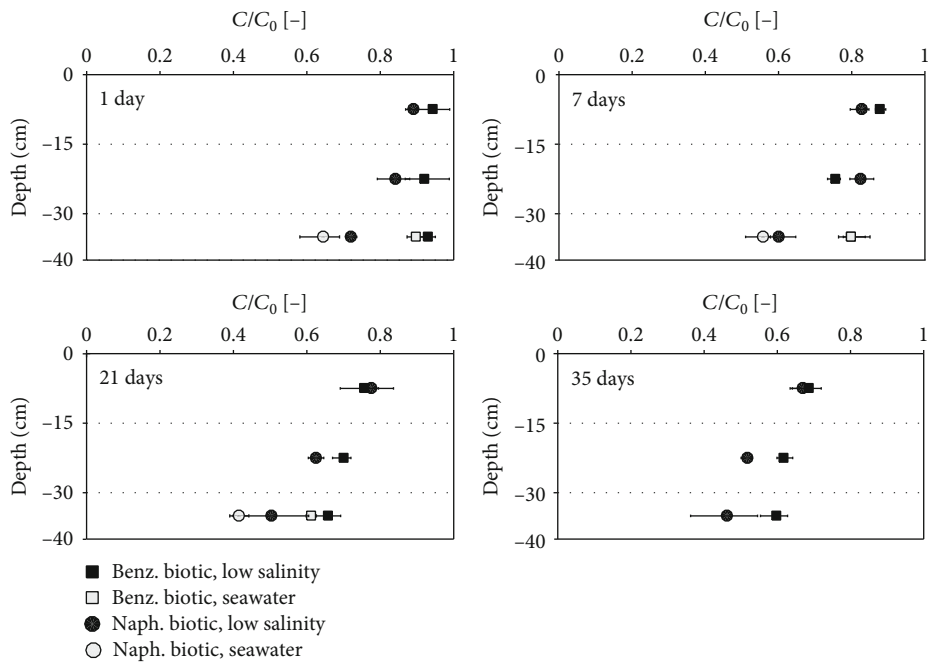 C/C0 [–]
0 0.2 0.4 0.6 0.8 1
0
–15
–30
–40
Depth (cm)
1 day
C/C0 [–]
0 0.2 0.4 0.6 0.8 1
0
–15
–30
–40
Depth (cm)
7 days
C/C0 [–]
0 0.2 0.4 0.6 0.8 1
0
–15
–30
–40
Depth (cm)
21 days
C/C0 [–]
0 0.2 0.4 0.6 0.8 1
0
–15
–30
–40
Depth (cm)
35 days
Benz. biotic, low salinity
Benz. biotic, seawater
Naph. biotic, low salinity
Naph. biotic, seawater